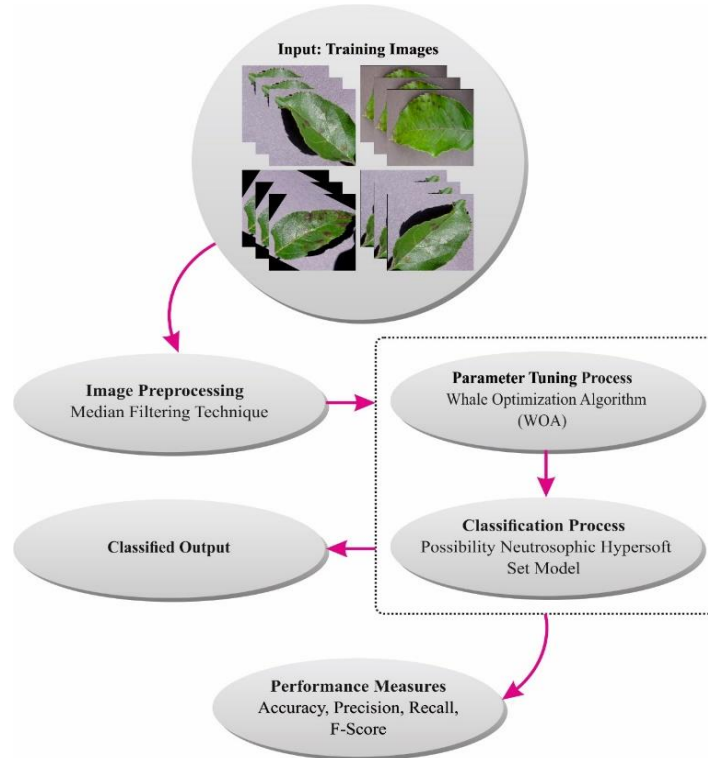 Input: Training Images
Image Preprocessing
Median Filtering Technique
Parameter Tuning Process
Whale Optimization Algorithm
(WOA)
Classified Output
Classification Process
Possibility Neutrosophic Hypersoft
Set Model
Performance Measures
Accuracy, Precision, Recall,
F-Score